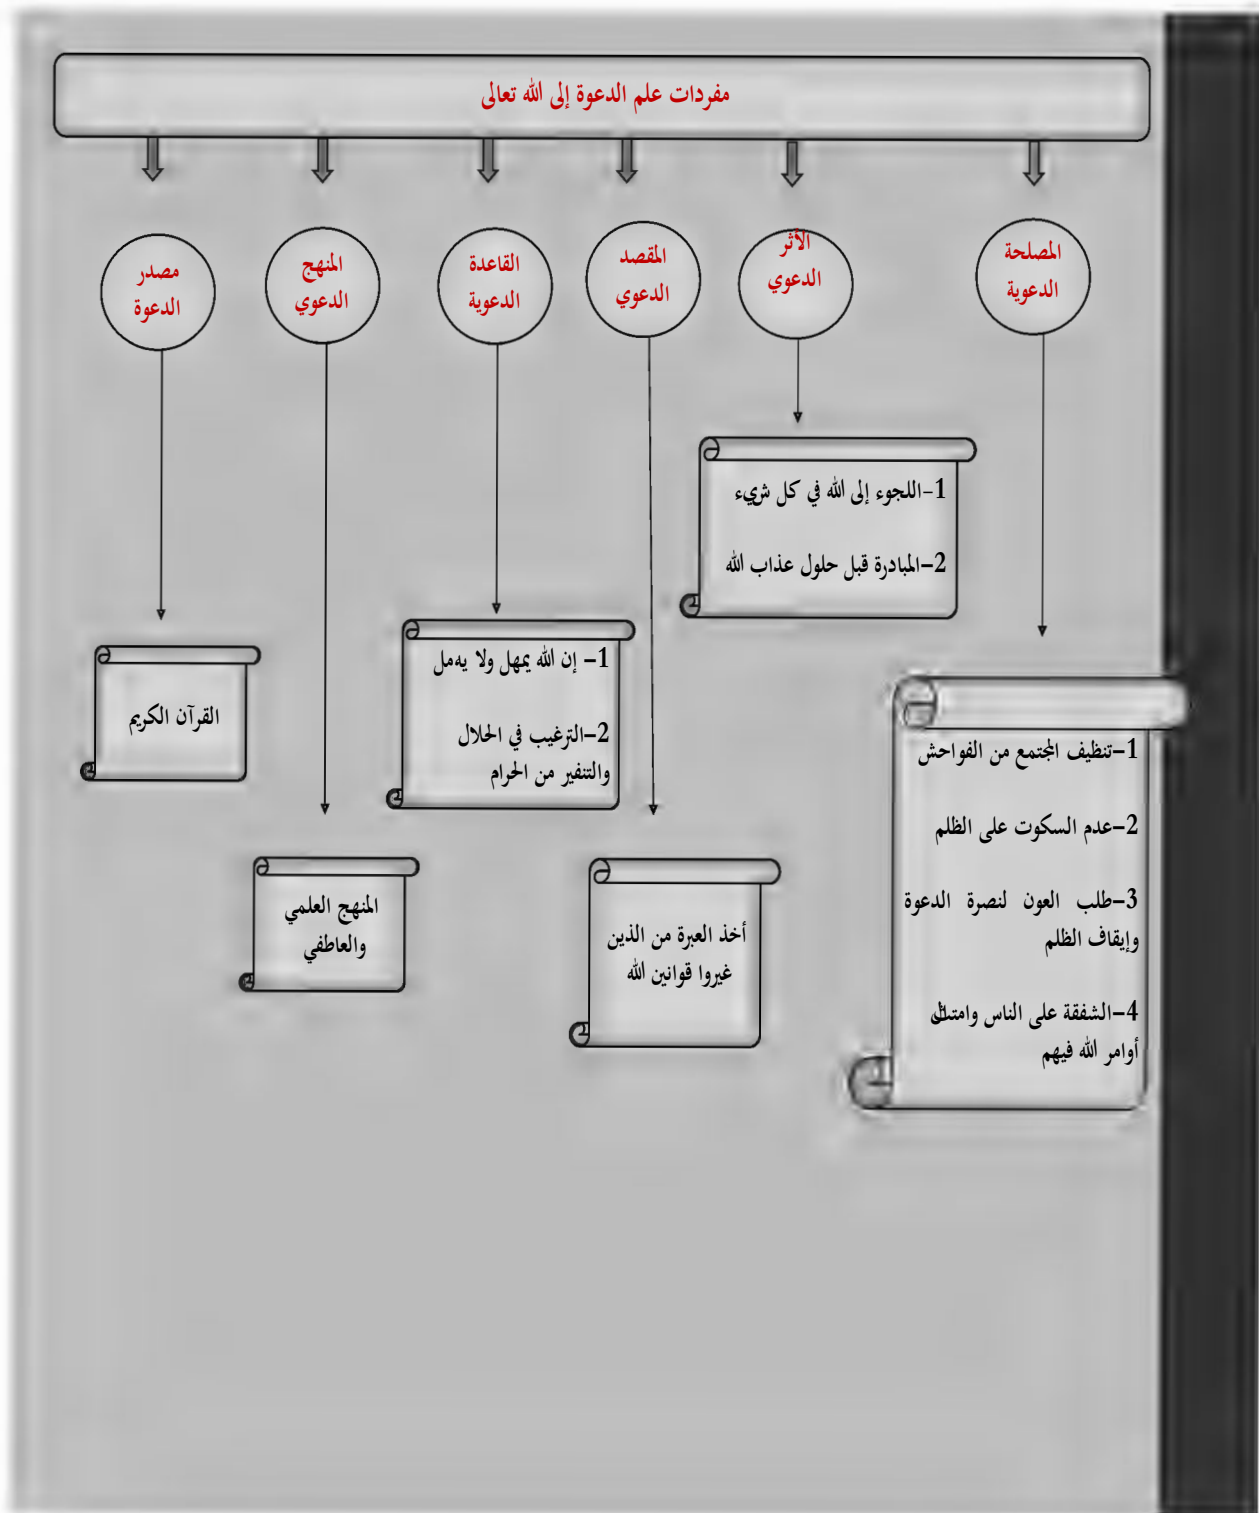 مفردات علم الدعوة إلى الله تعالى
المصلحة
الدعوية
الأثر
الدعوي
المقصد
الدعوي
القاعدة
الدعوية
المنهج
الدعوي
مصدر
الدعوة
1-تنظيف المجتمع من الفواحش
2-عدم السكوت على الظلم
3-طلب العون لنصرة الدعوة
وإيقاف الظلم
4-الشفقة على الناس وامتثال
أوامر الله فيهم
1-اللجوء إلى الله في كل شيء
2-المبادرة قبل حلول عذاب الله
أخذ العبرة من الذين
غيروا قوانين الله
1- إن الله يمهل ولا يهمل
2-الترغيب في الحلال
والتنفير من الحرام
المنهج العلمي
والعاطفي
القرآن الكريم